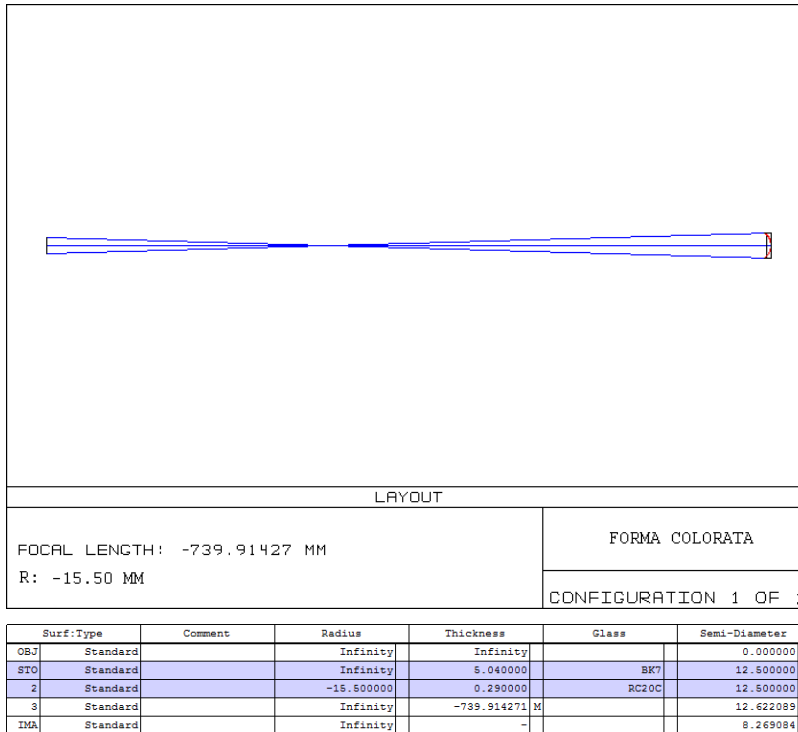 LAYOUT
FOCAL LENGTH: -739.91427 MM
R: -15.50 MM
FORMA COLORATA
CONFIGURATION 1 OF
Surf:Type Comment Radius Thickness Glass Semi-Diameter
OBJ Standard Infinity Infinity 0.000000
STO Standard Infinity 5.040000 BK7 12.500000
2 Standard -15.500000 0.290000 RC20C 12.500000
3 Standard Infinity -739.914271 M 12.622089
IMA Standard Infinity - 8.269084